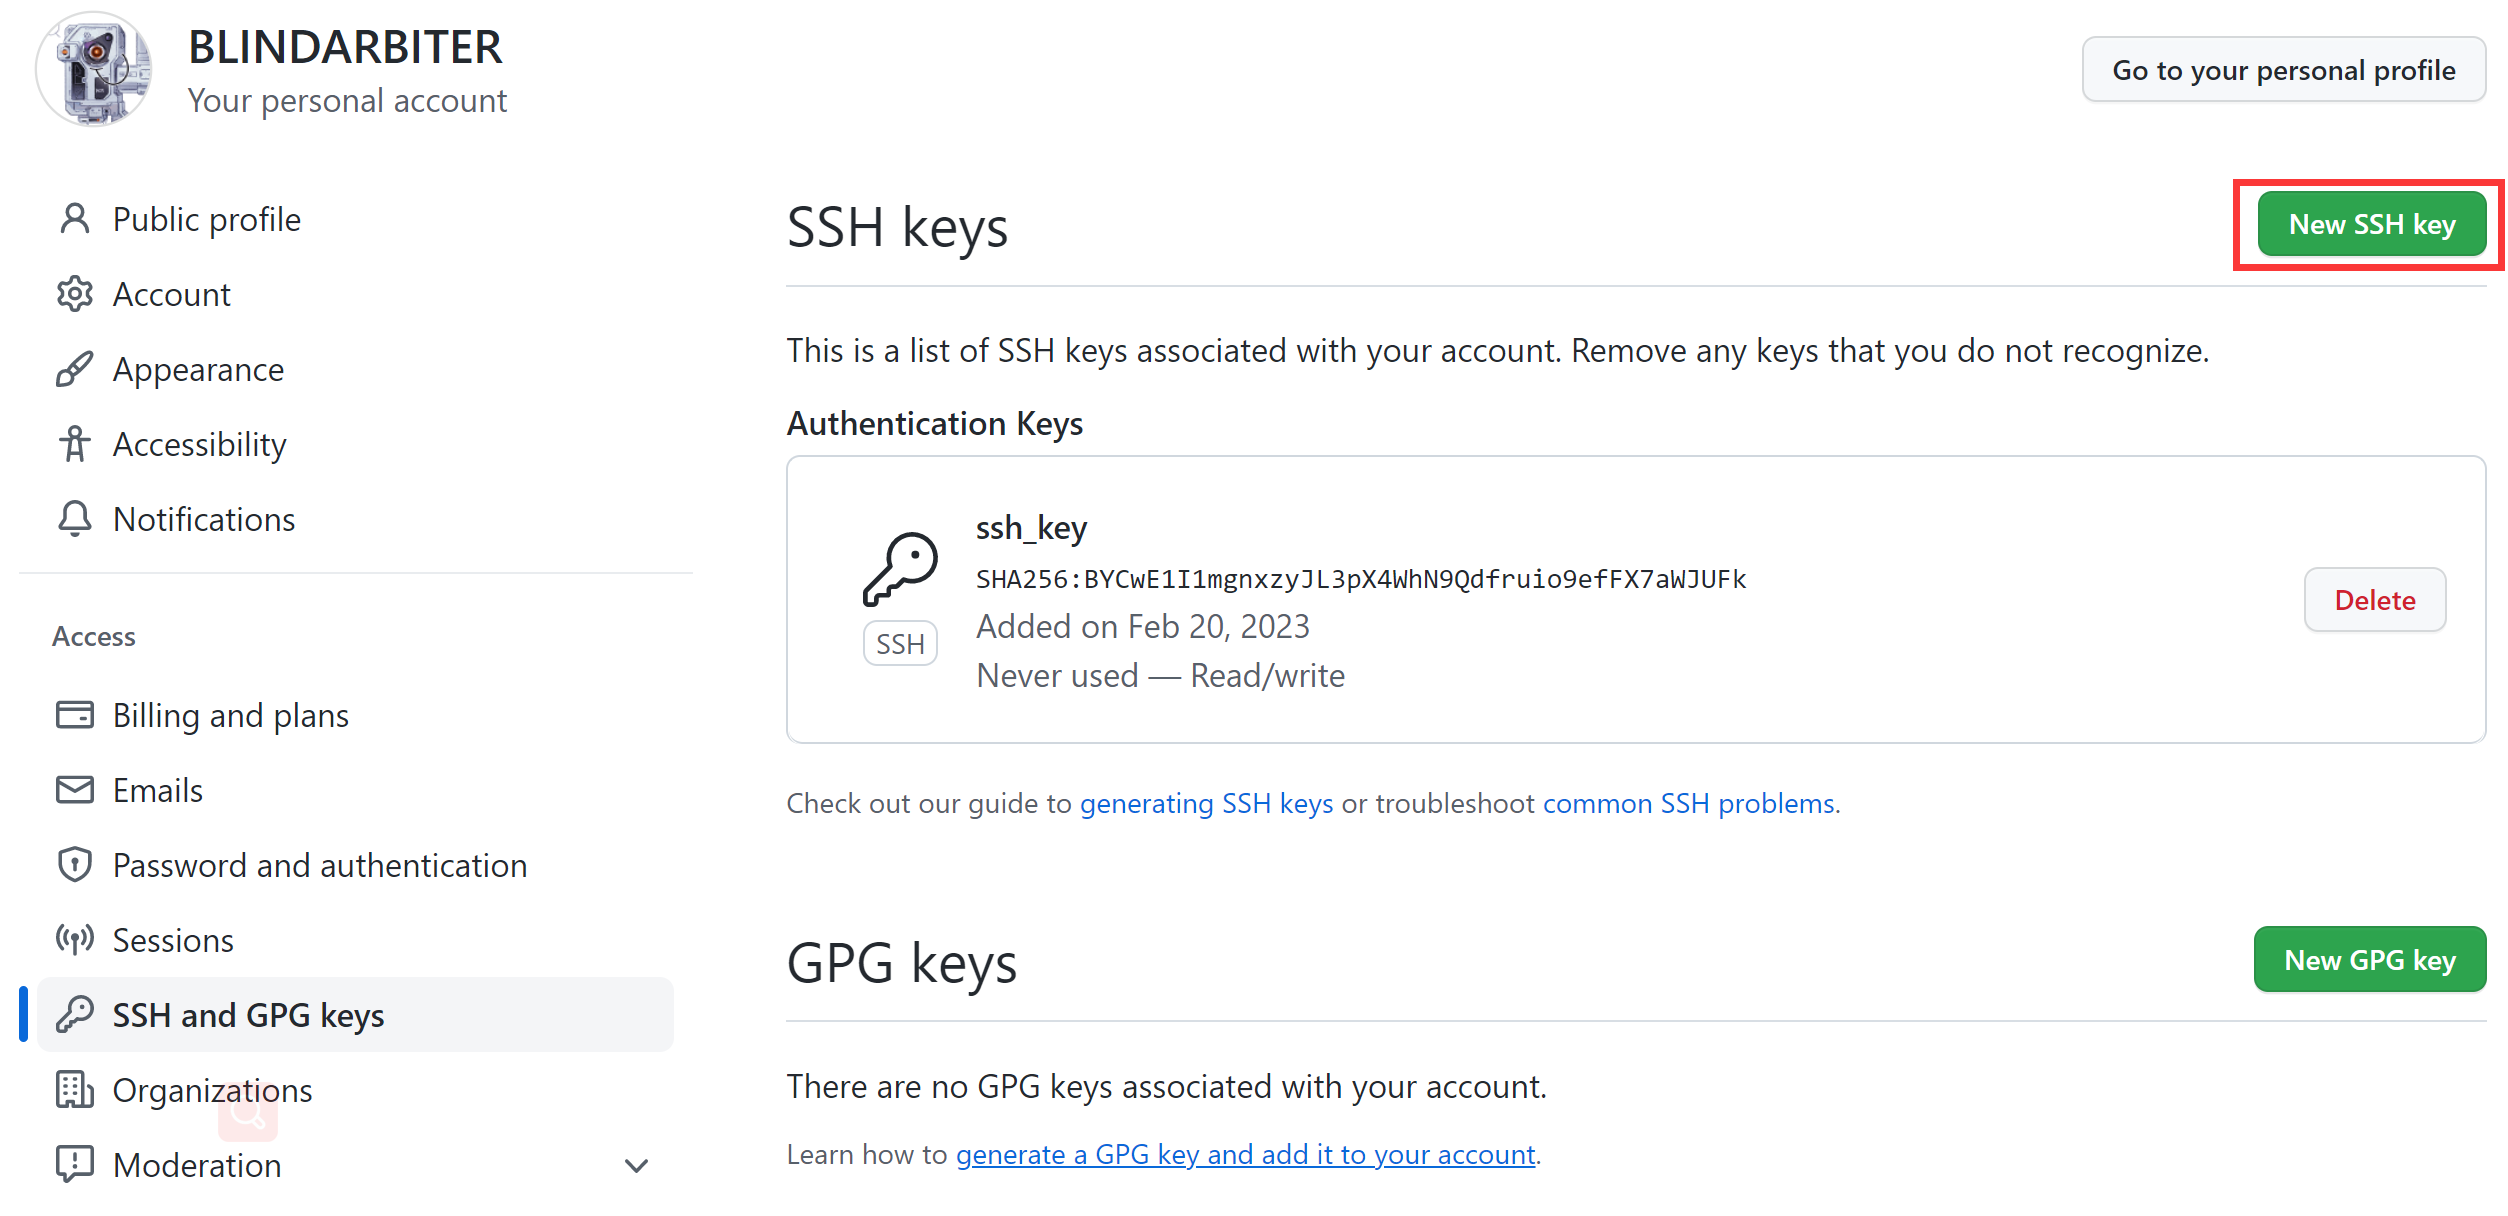 BLINDARBITER
Your personal account
Go to your personal profile
Public profile
Account
Appearance
Accessibility
Notifications
Access
Billing and plans
Emails
Password and authentication
Sessions
SSH and GPG keys
Organizations
Moderation
SSH keys
New SSH key
This is a list of SSH keys associated with your account. Remove any keys that you do not recognize.
Authentication Keys
ssh_key
SHA256:BYCwE1I1mgnxzyJL3pX4WhN9Qdfruio9efFX7aWJUFk
SSH
Added on Feb 20, 2023
Never used — Read/write
Delete
Check out our guide to generating SSH keys or troubleshoot common SSH problems.
GPG keys
New GPG key
There are no GPG keys associated with your account.
Learn how to generate a GPG key and add it to your account.